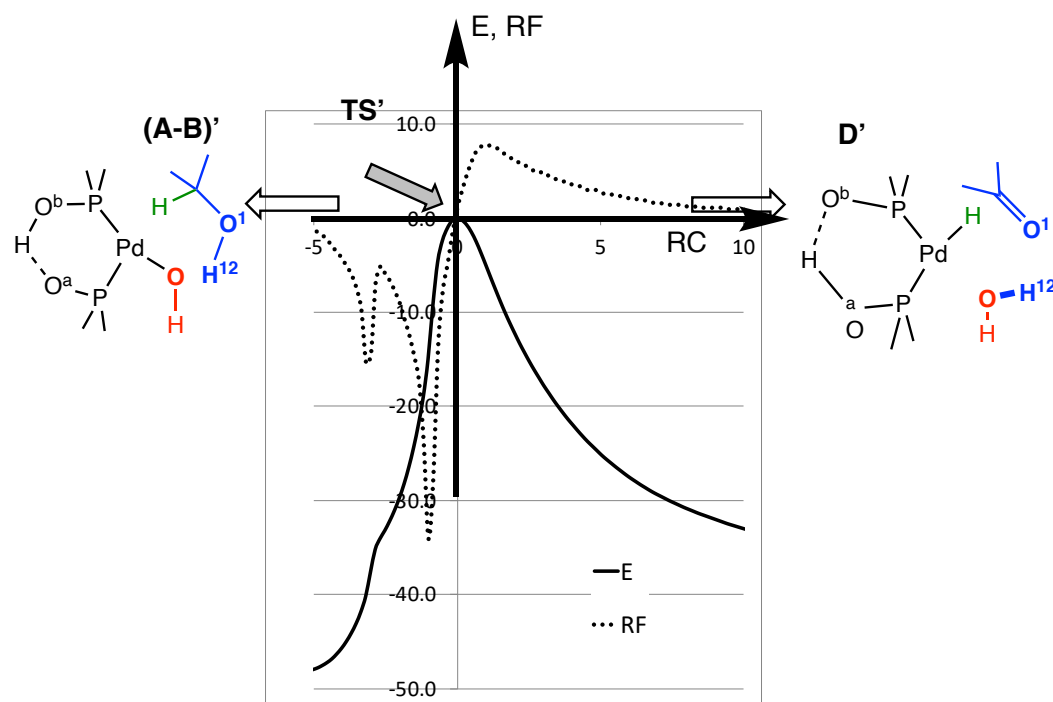 E, RF
TS’
(A-B)’
D’
10.0
0.0
-10.0
-20.0
-30.0
-40.0
-50.0
-5
0
5
10
RC
E
RF
Oᵇ
P
H
O¹
H
Pd
H¹²
Oᵃ
P
O
H
Oᵇ
P
H
O¹
Pd
H
O
H¹²
a
P
O
H